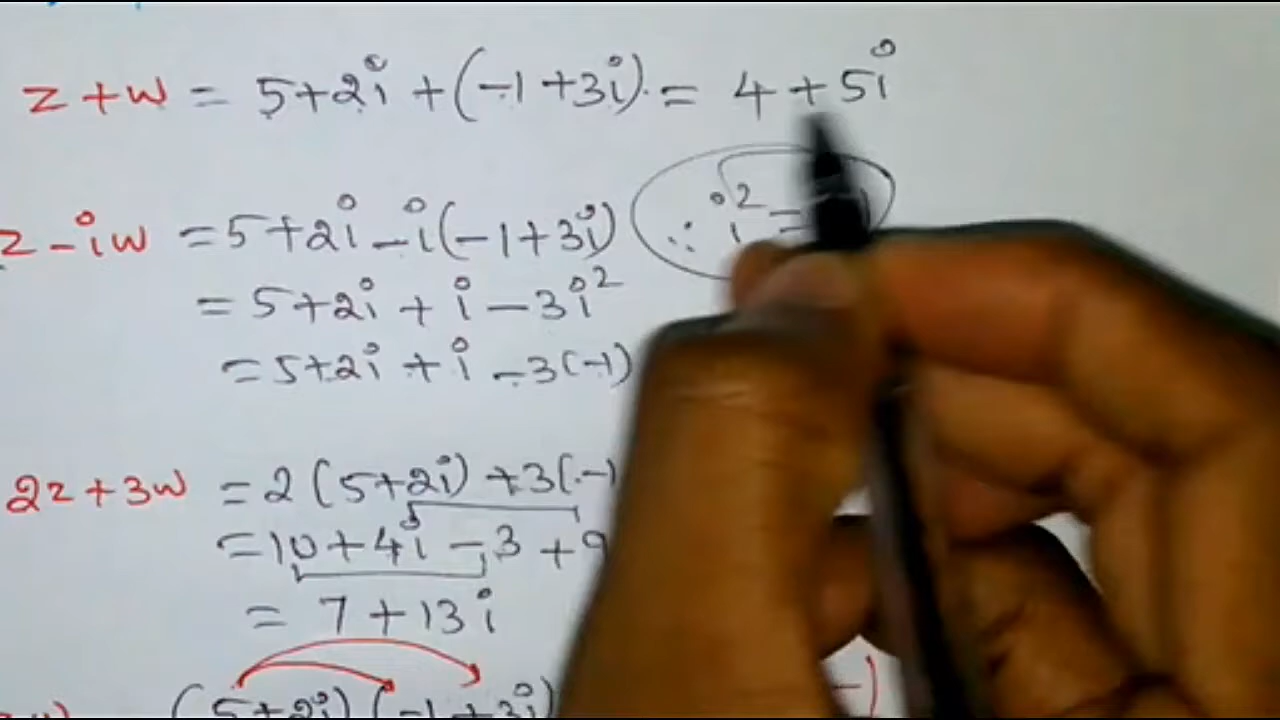 z + w = 5+2i + (-1+3i) = 4+5i
z - iw = 5+2i - i(-1+3i) ∵ i² =
= 5+2i + i - 3i²
= 5+2i + i - 3(-1)
2z + 3w = 2(5+2i) + 3(-1
= 10+4i - 3 + 9
= 7 + 13i
(5+2i)(-1+3i)